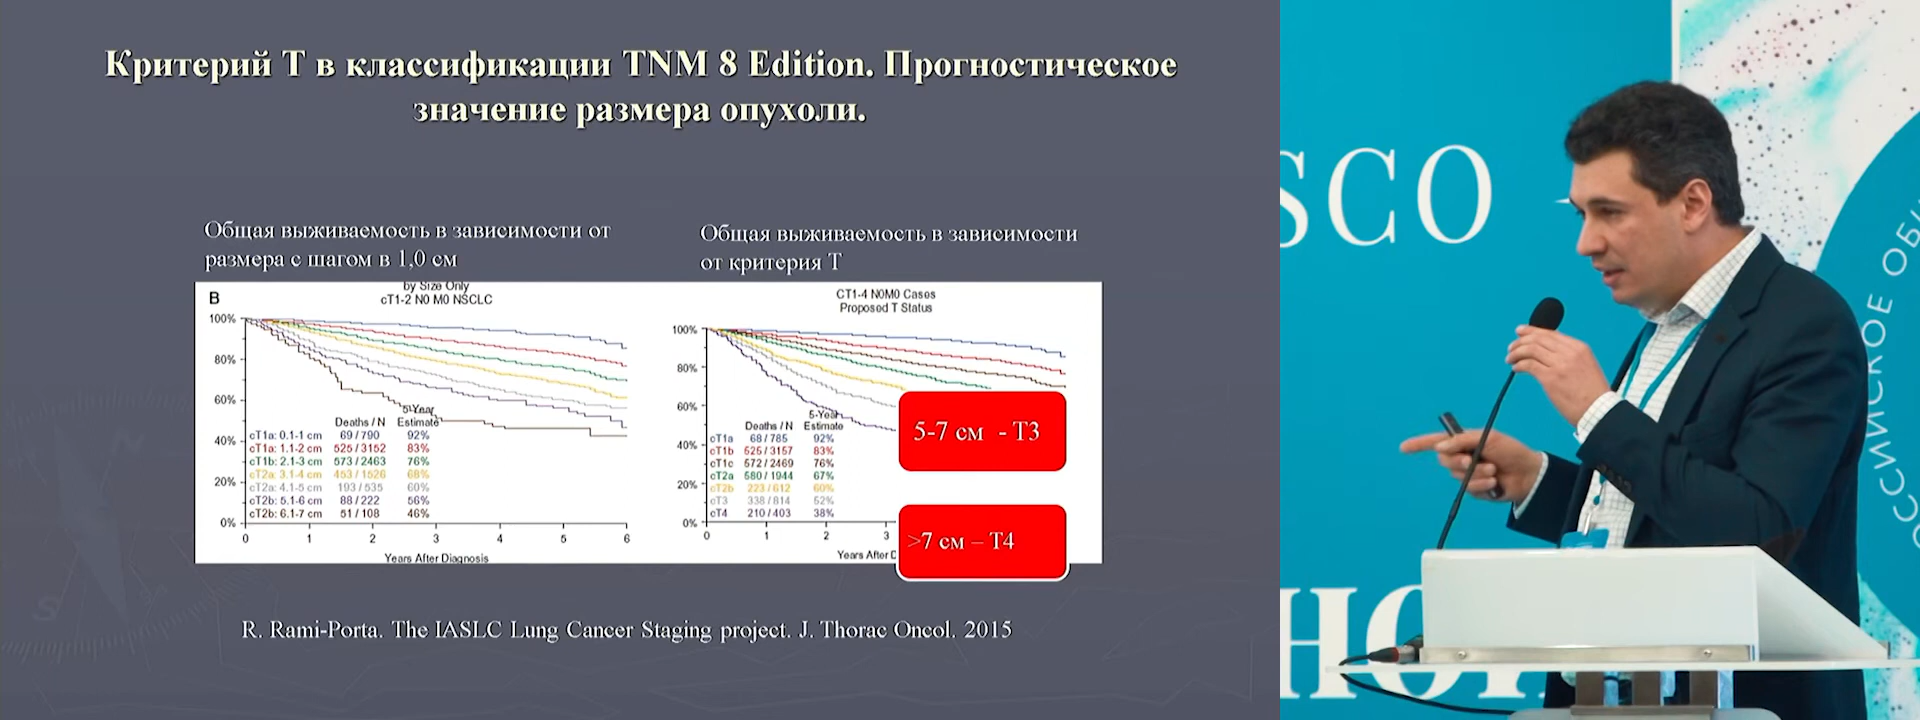 Критерий Т в классификации TNM 8 Edition. Прогностическое
значение размера опухоли.
Общая выживаемость в зависимости от
размера с шагом в 1,0 см
Общая выживаемость в зависимости
от критерия Т
B
by Size Only
cT1-2 N0 M0 NSCLC
100%
80%
60%
40%
20%
0%
5-Year
Deaths / N Estimate
cT1a: 0.1-1 cm 69 / 790 92%
cT1a: 1.1-2 cm 525 / 3152 83%
cT1b: 2.1-3 cm 573 / 2463 76%
cT2a: 3.1-4 cm 453 / 1526 68%
cT2a: 4.1-5 cm 193 / 535 60%
cT2b: 5.1-6 cm 88 / 222 56%
cT2b: 6.1-7 cm 51 / 108 46%
0 1 2 3 4 5 6
Years After Diagnosis
CT1-4 N0M0 Cases
Proposed T Status
100%
80%
60%
40%
20%
0%
5-Year
Deaths / N Estimate
cT1a 68 / 785 92%
cT1b 525 / 3157 83%
cT1c 572 / 2469 76%
cT2a 580 / 1944 67%
cT2b 223 / 612 60%
cT3 338 / 814 52%
cT4 210 / 403 38%
0 1 2 3
Years After
5-7 см - Т3
>7 см – Т4
R. Rami-Porta. The IASLC Lung Cancer Staging project. J. Thorac Oncol. 2015
SCO
НОЙ